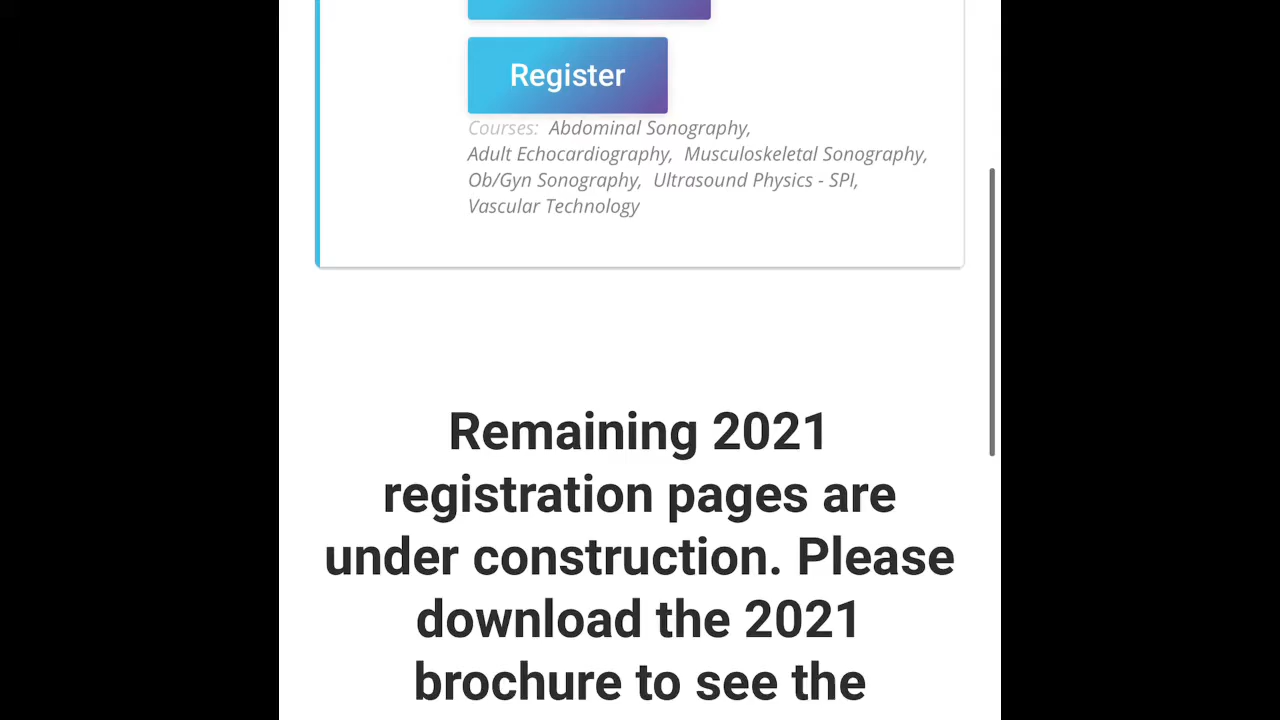 Register
Courses: Abdominal Sonography,
Adult Echocardiography, Musculoskeletal Sonography,
Ob/Gyn Sonography, Ultrasound Physics - SPI,
Vascular Technology
Remaining 2021
registration pages are
under construction. Please
download the 2021
brochure to see the